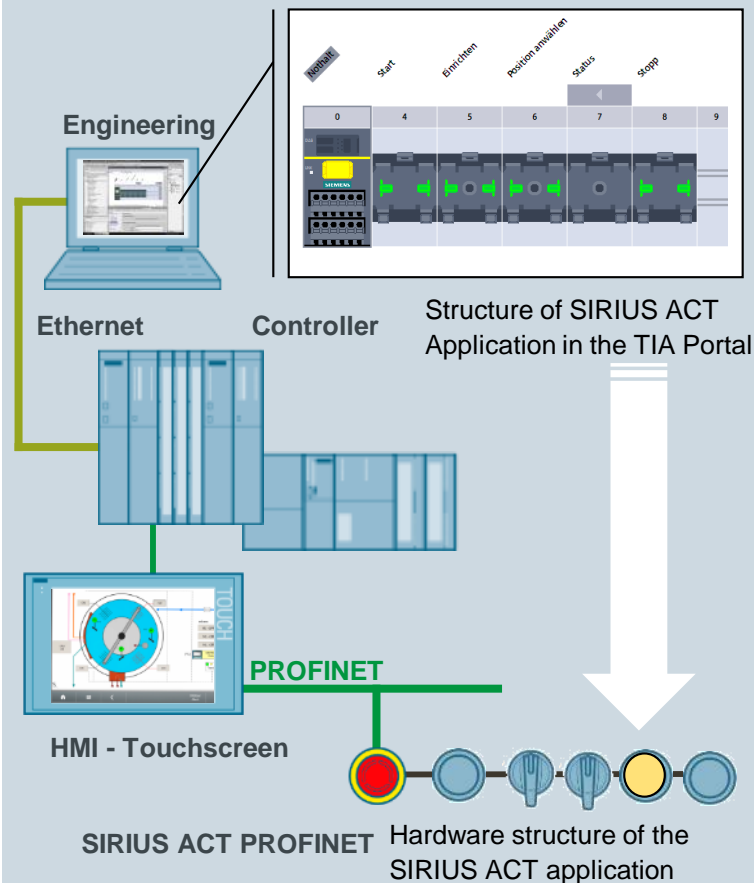 Nothalt
Start
Einrichten
Position anwählen
Status
Stopp
0 4 5 6 7 8 9
SIEMENS
Engineering
Structure of SIRIUS ACT
Application in the TIA Portal
Ethernet
Controller
TOUCH
PROFINET
HMI - Touchscreen
SIRIUS ACT PROFINET
Hardware structure of the
SIRIUS ACT application